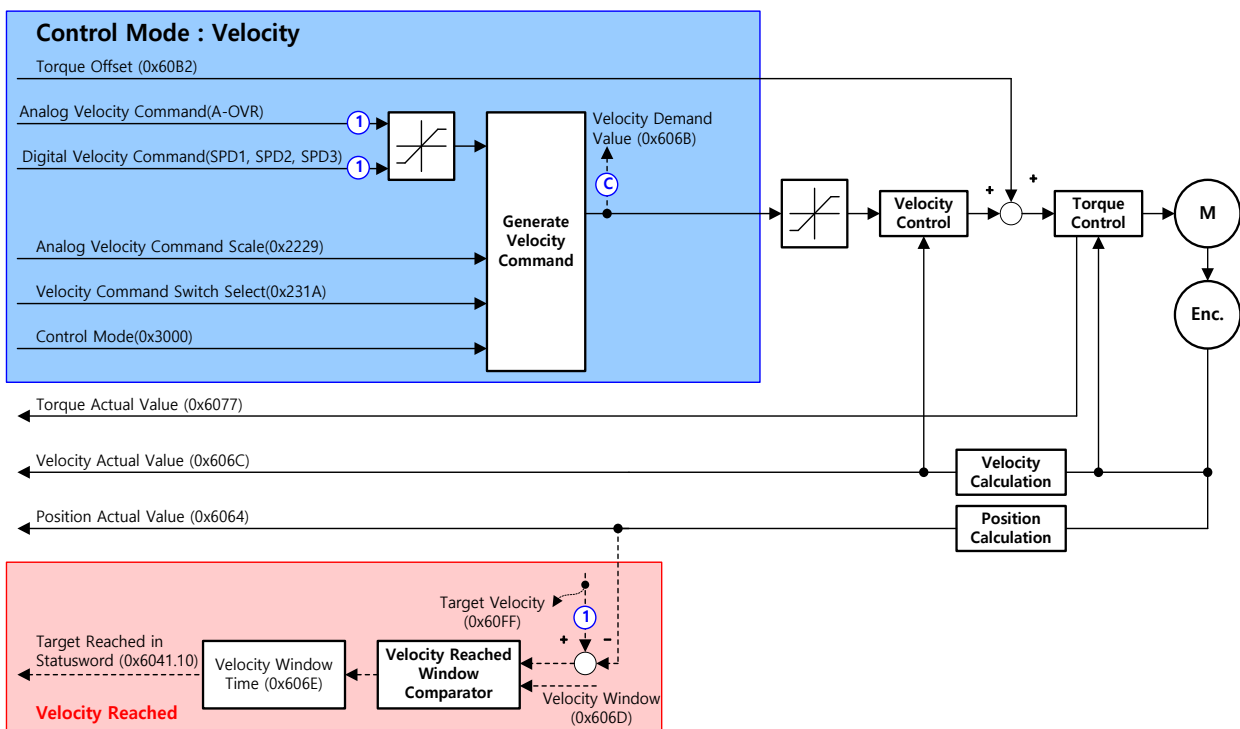 Control Mode : Velocity
Torque Offset (0x60B2)
Analog Velocity Command(A-OVR)
1
Digital Velocity Command(SPD1, SPD2, SPD3)
1
Velocity Demand
Value (0x606B)
C
Generate
Velocity
Command
Analog Velocity Command Scale(0x2229)
Velocity Command Switch Select(0x231A)
Control Mode(0x3000)
Velocity
Control
+
+
Torque
Control
M
Enc.
Torque Actual Value (0x6077)
Velocity Actual Value (0x606C)
Velocity
Calculation
Position Actual Value (0x6064)
Position
Calculation
Target Velocity
(0x60FF)
1
+
-
Target Reached in
Statusword (0x6041.10)
Velocity Window
Time (0x606E)
Velocity Reached
Window
Comparator
Velocity Window
(0x606D)
Velocity Reached